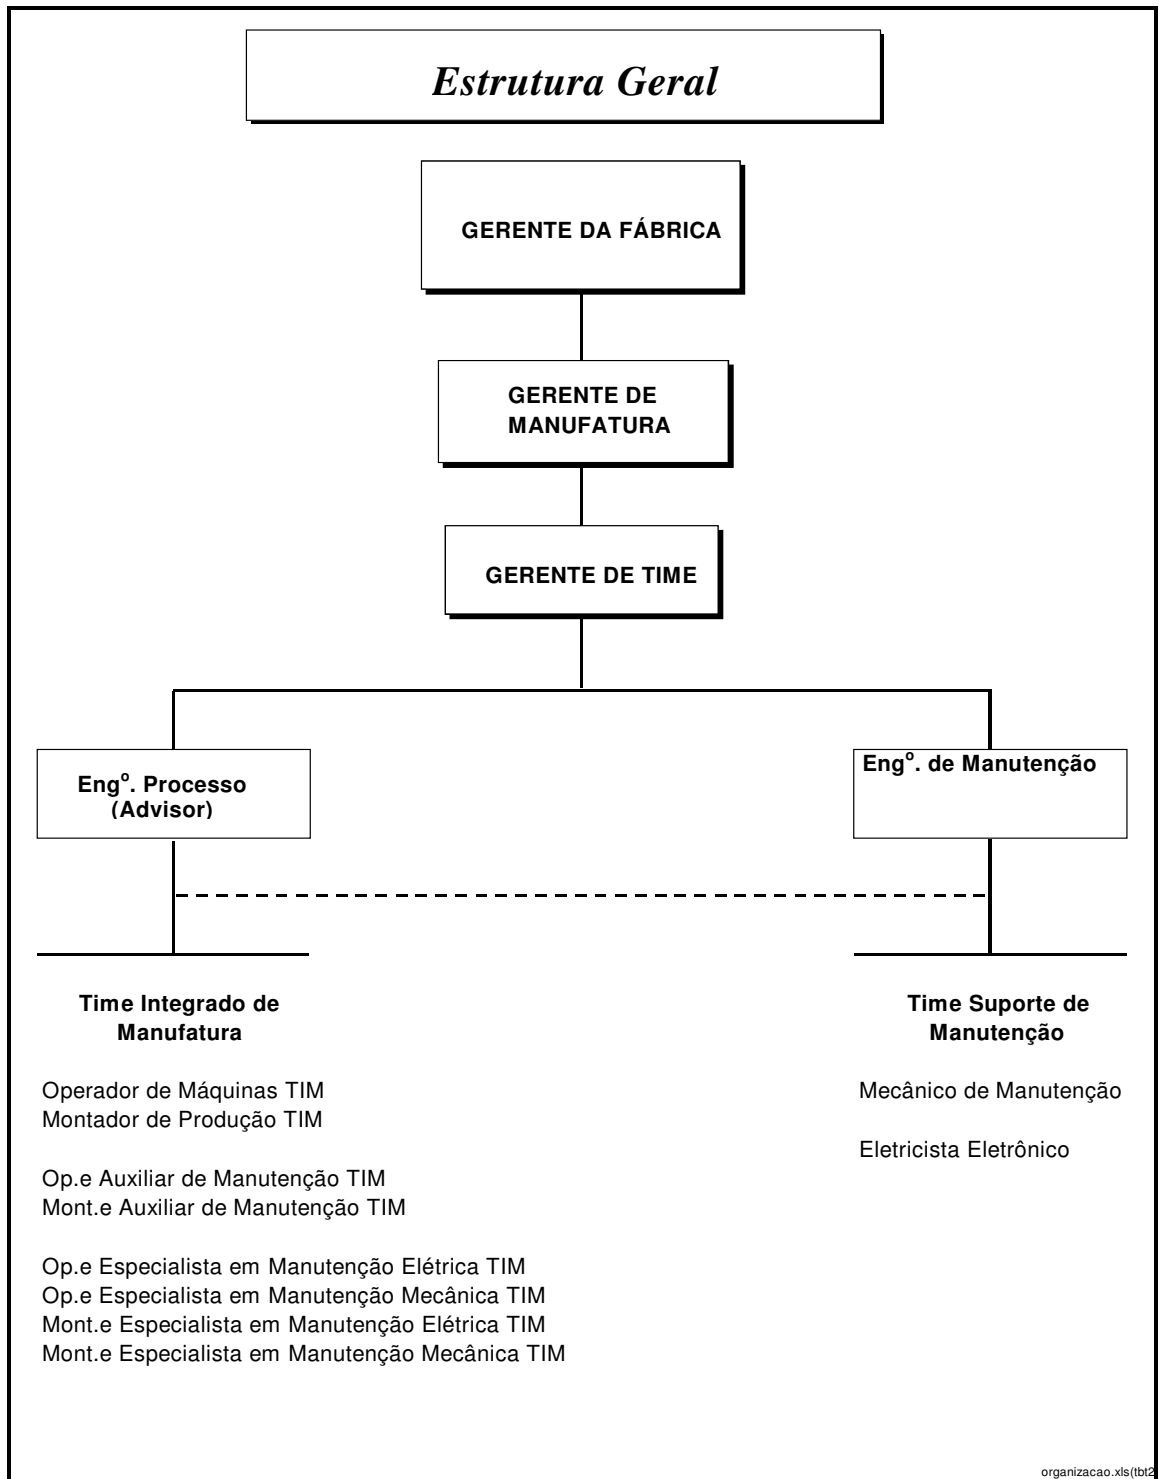 Estrutura Geral
GERENTE DA FÁBRICA
GERENTE DE
MANUFATURA
GERENTE DE TIME
Engº. Processo
(Advisor)
Engº. de Manutenção
Time Integrado de
Manufatura
Operador de Máquinas TIM
Montador de Produção TIM
Op.e Auxiliar de Manutenção TIM
Mont.e Auxiliar de Manutenção TIM
Op.e Especialista em Manutenção Elétrica TIM
Op.e Especialista em Manutenção Mecânica TIM
Mont.e Especialista em Manutenção Elétrica TIM
Mont.e Especialista em Manutenção Mecânica TIM
Time Suporte de
Manutenção
Mecânico de Manutenção
Eletricista Eletrônico
organizacao.xls(tbt2